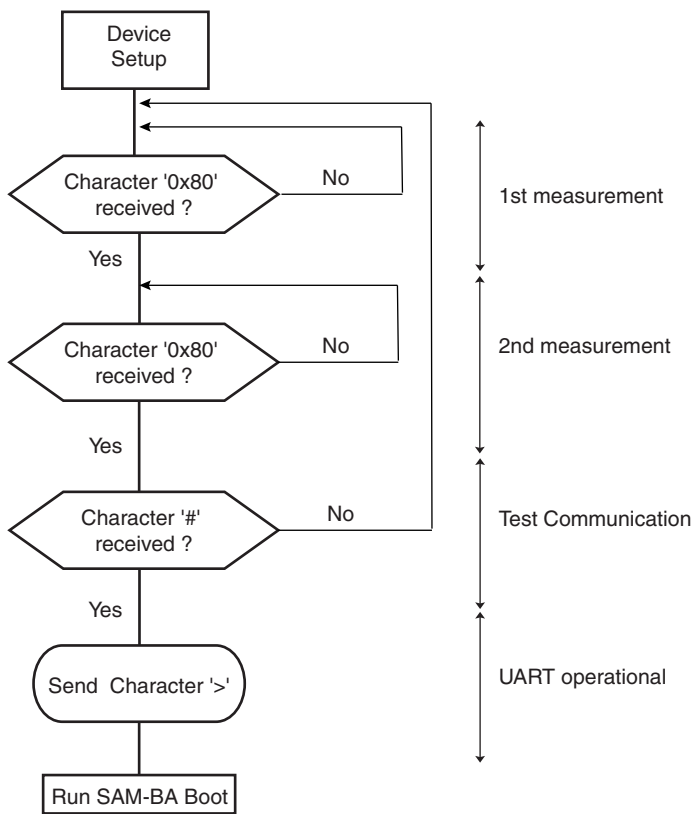 Device
Setup
Character '0x80'
received ?
No
1st measurement
Yes
Character '0x80'
received ?
No
2nd measurement
Yes
Character '#'
received ?
No
Test Communication
Yes
Send Character '>'
UART operational
Run SAM-BA Boot